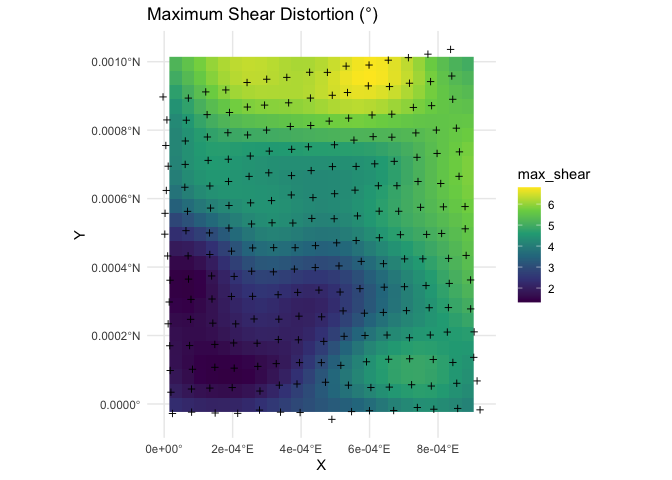 Maximum Shear Distortion (°)
0.0010°N
0.0008°N
0.0006°N
0.0004°N
0.0002°N
0.0000°
Y
0e+00°
2e-04°E
4e-04°E
6e-04°E
8e-04°E
X
max_shear
6
5
4
3
2